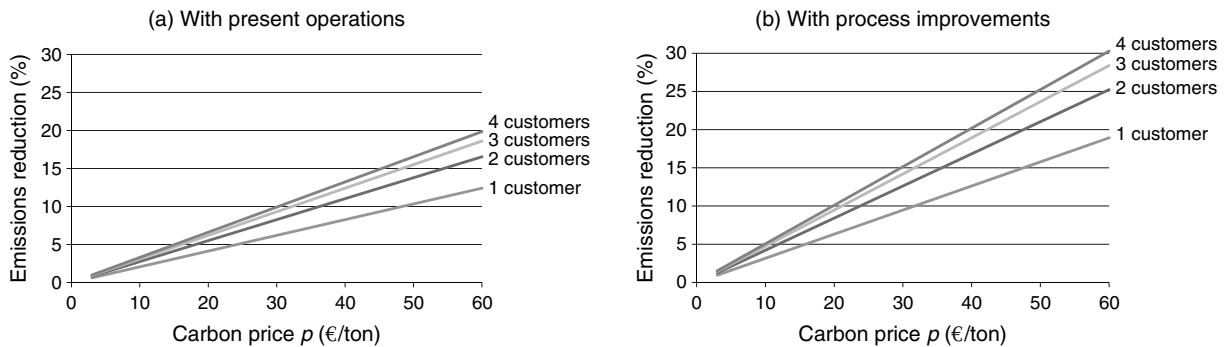 (a) With present operations
30
25
20
15
10
5
0
Emissions reduction (%)
4 customers
3 customers
2 customers
1 customer
0 10 20 30 40 50 60
Carbon price p (€/ton)
(b) With process improvements
30
25
20
15
10
5
0
Emissions reduction (%)
4 customers
3 customers
2 customers
1 customer
0 10 20 30 40 50 60
Carbon price p (€/ton)